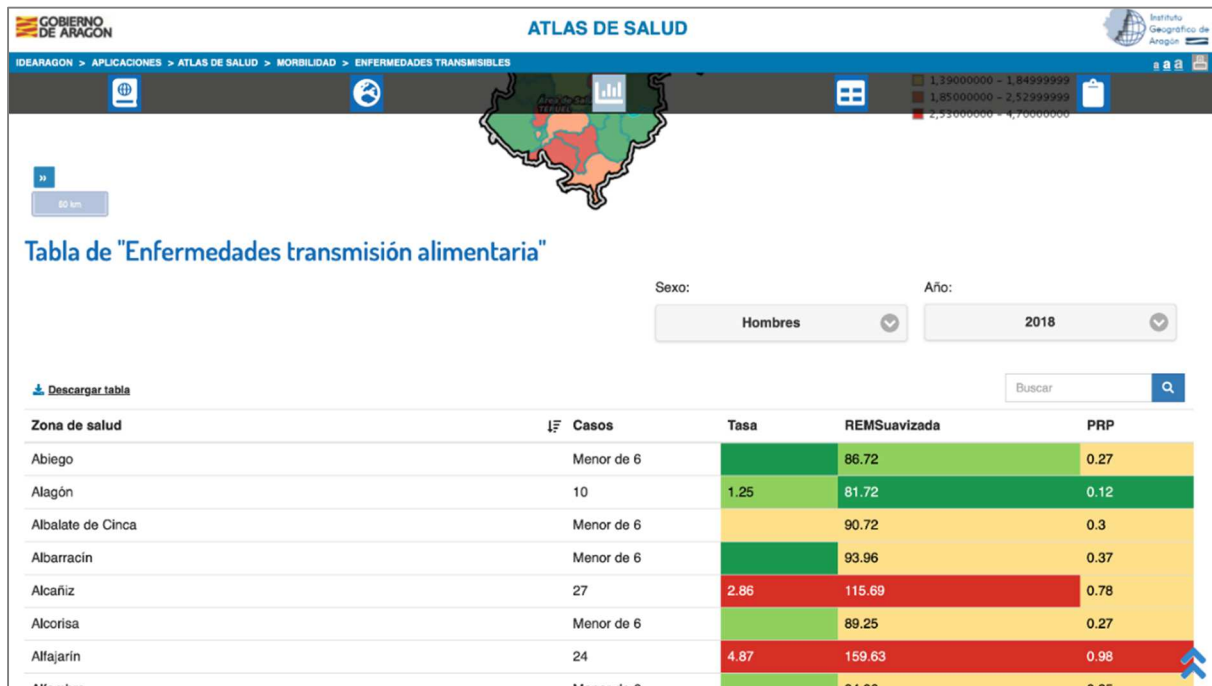 GOBIERNO
DE ARAGON
ATLAS DE SALUD
Instituto
Geográfico de
Aragón
IDEARAGON > APLICACIONES > ATLAS DE SALUD > MORBILIDAD > ENFERMEDADES TRANSMISIBLES
a a a
1,39000000 - 1,84999999
1,85000000 - 2,52999999
2,53000000 - 4,70000000
TERUEL
»
50 km
Tabla de "Enfermedades transmisión alimentaria"
Sexo: Año:
Hombres 2018
Descargar tabla Buscar
Zona de salud Casos Tasa REMSuavizada PRP
Abiego Menor de 6 86.72 0.27
Alagón 10 1.25 81.72 0.12
Albalate de Cinca Menor de 6 90.72 0.3
Albarracín Menor de 6 93.96 0.37
Alcañiz 27 2.86 115.69 0.78
Alcorisa Menor de 6 89.25 0.27
Alfajarín 24 4.87 159.63 0.98